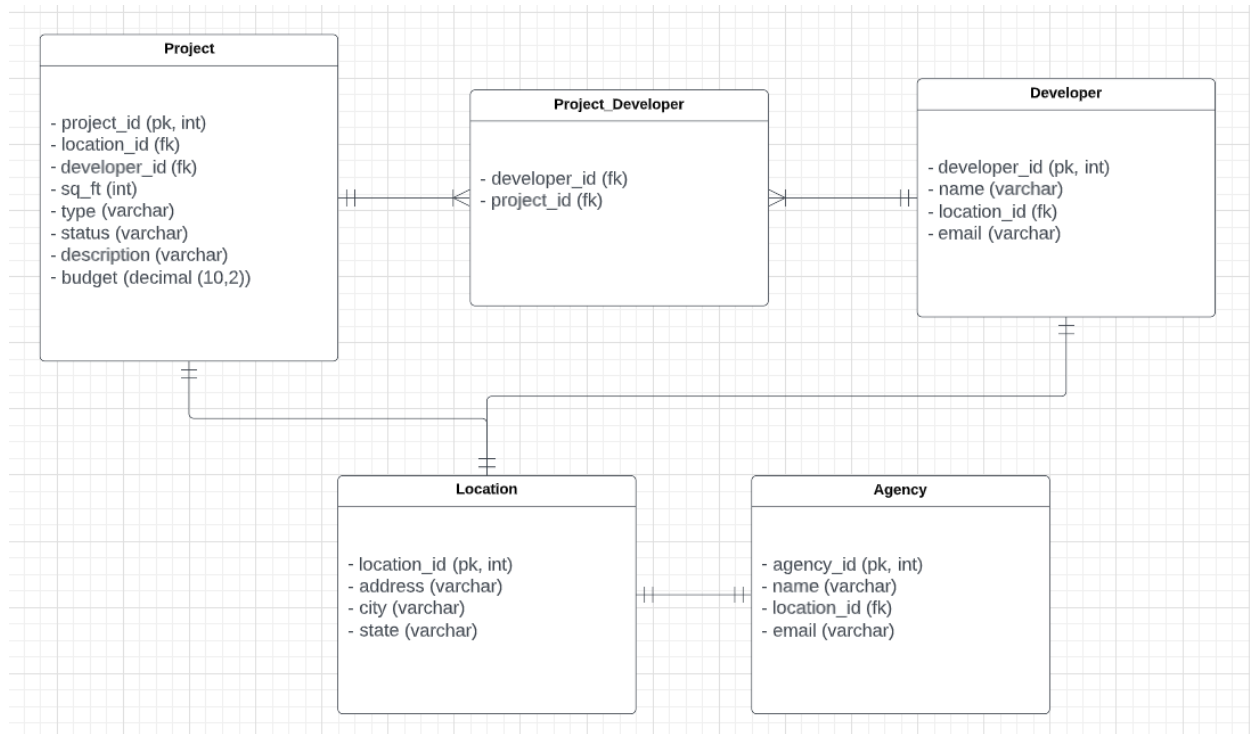 Project
- project_id (pk, int)
- location_id (fk)
- developer_id (fk)
- sq_ft (int)
- type (varchar)
- status (varchar)
- description (varchar)
- budget (decimal (10,2))
Project_Developer
- developer_id (fk)
- project_id (fk)
Developer
- developer_id (pk, int)
- name (varchar)
- location_id (fk)
- email (varchar)
Location
- location_id (pk, int)
- address (varchar)
- city (varchar)
- state (varchar)
Agency
- agency_id (pk, int)
- name (varchar)
- location_id (fk)
- email (varchar)